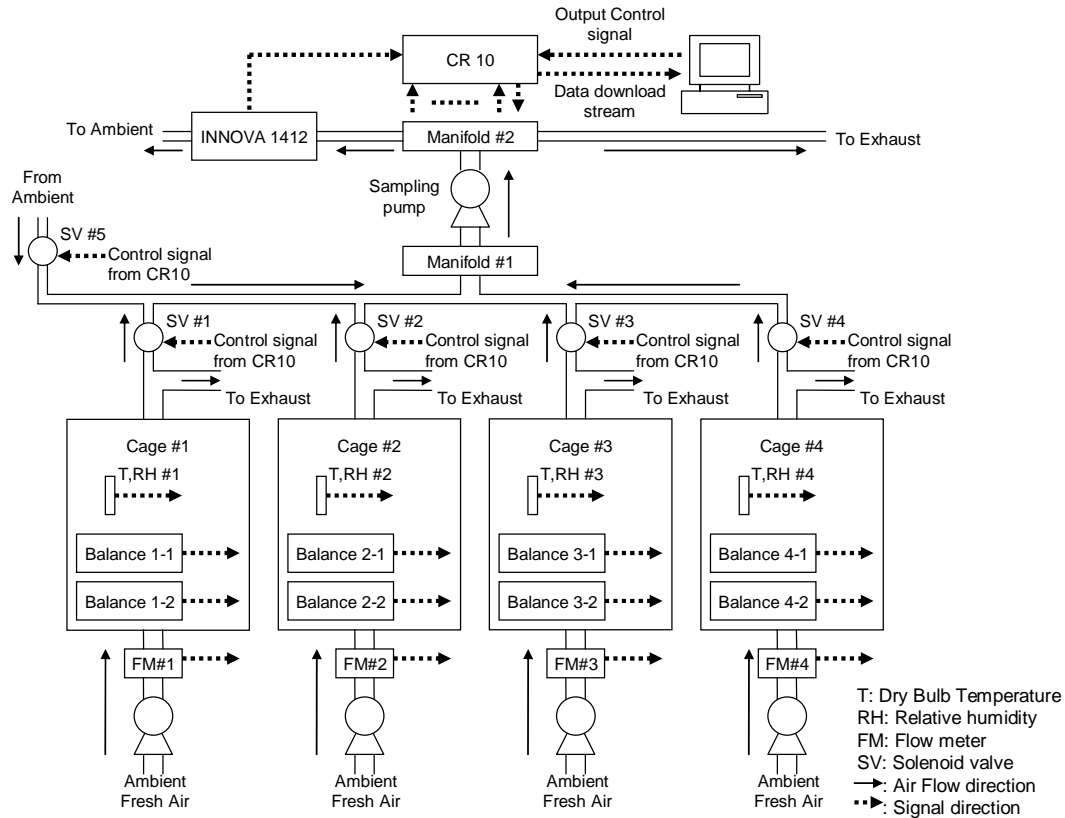 Output Control
signal
CR 10
Data download
stream
To Ambient
INNOVA 1412
Manifold #2
To Exhaust
From
Ambient
Sampling
pump
SV #5
Control signal
from CR10
Manifold #1
SV #1
Control signal
from CR10
SV #2
Control signal
from CR10
SV #3
Control signal
from CR10
SV #4
Control signal
from CR10
To Exhaust
To Exhaust
To Exhaust
To Exhaust
Cage #1
T,RH #1
Balance 1-1
Balance 1-2
Cage #2
T,RH #2
Balance 2-1
Balance 2-2
Cage #3
T,RH #3
Balance 3-1
Balance 3-2
Cage #4
T,RH #4
Balance 4-1
Balance 4-2
FM#1
FM#2
FM#3
FM#4
Ambient
Fresh Air
Ambient
Fresh Air
Ambient
Fresh Air
Ambient
Fresh Air
T: Dry Bulb Temperature
RH: Relative humidity
FM: Flow meter
SV: Solenoid valve
: Air Flow direction
: Signal direction